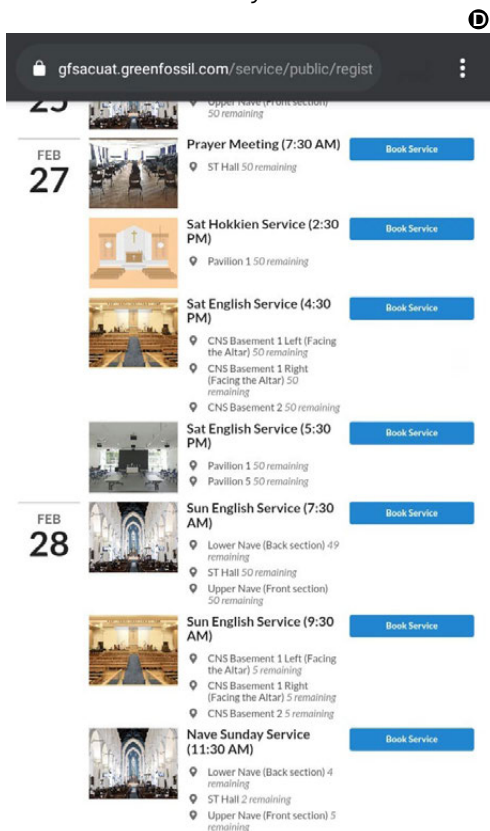 D
gfsacuat.greenfossil.com/service/public/regist
25
Upper Nave (Front section)
50 remaining
FEB
27
Prayer Meeting (7:30 AM)
Book Service
ST Hall 50 remaining
Sat Hokkien Service (2:30
PM)
Book Service
Pavilion 1 50 remaining
Sat English Service (4:30
PM)
Book Service
CNS Basement 1 Left (Facing
the Altar) 50 remaining
CNS Basement 1 Right
(Facing the Altar) 50
remaining
CNS Basement 2 50 remaining
Sat English Service (5:30
PM)
Book Service
Pavilion 1 50 remaining
Pavilion 5 50 remaining
FEB
28
Sun English Service (7:30
AM)
Book Service
Lower Nave (Back section) 49
remaining
ST Hall 50 remaining
Upper Nave (Front section)
50 remaining
Sun English Service (9:30
AM)
Book Service
CNS Basement 1 Left (Facing
the Altar) 5 remaining
CNS Basement 1 Right
(Facing the Altar) 5 remaining
CNS Basement 2 5 remaining
Nave Sunday Service
(11:30 AM)
Book Service
Lower Nave (Back section) 4
remaining
ST Hall 2 remaining
Upper Nave (Front section) 5
remaining